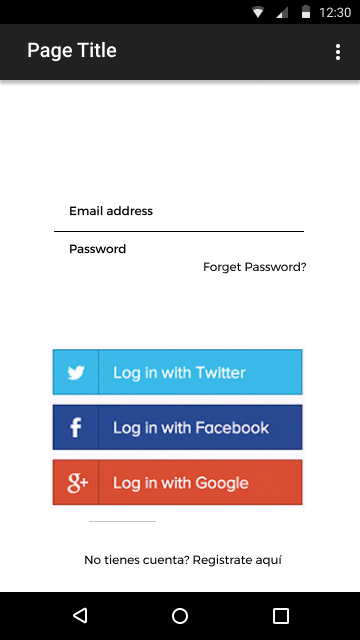 12:30
Page Title
Email address
Password
Forget Password?
Log in with Twitter
f
Log in with Facebook
g+
Log in with Google
No tienes cuenta? Registrate aquí